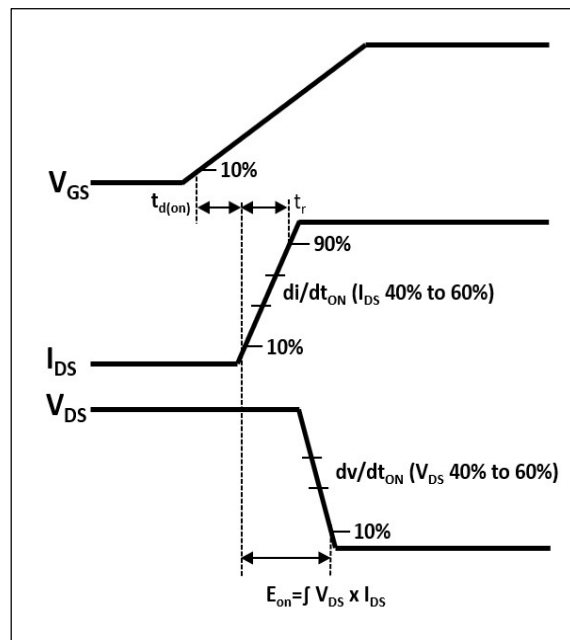 V_GS
10%
t_d(on)
t_r
90%
di/dt_ON (I_DS 40% to 60%)
10%
I_DS
V_DS
dv/dt_ON (V_DS 40% to 60%)
10%
E_on=∫ V_DS x I_DS